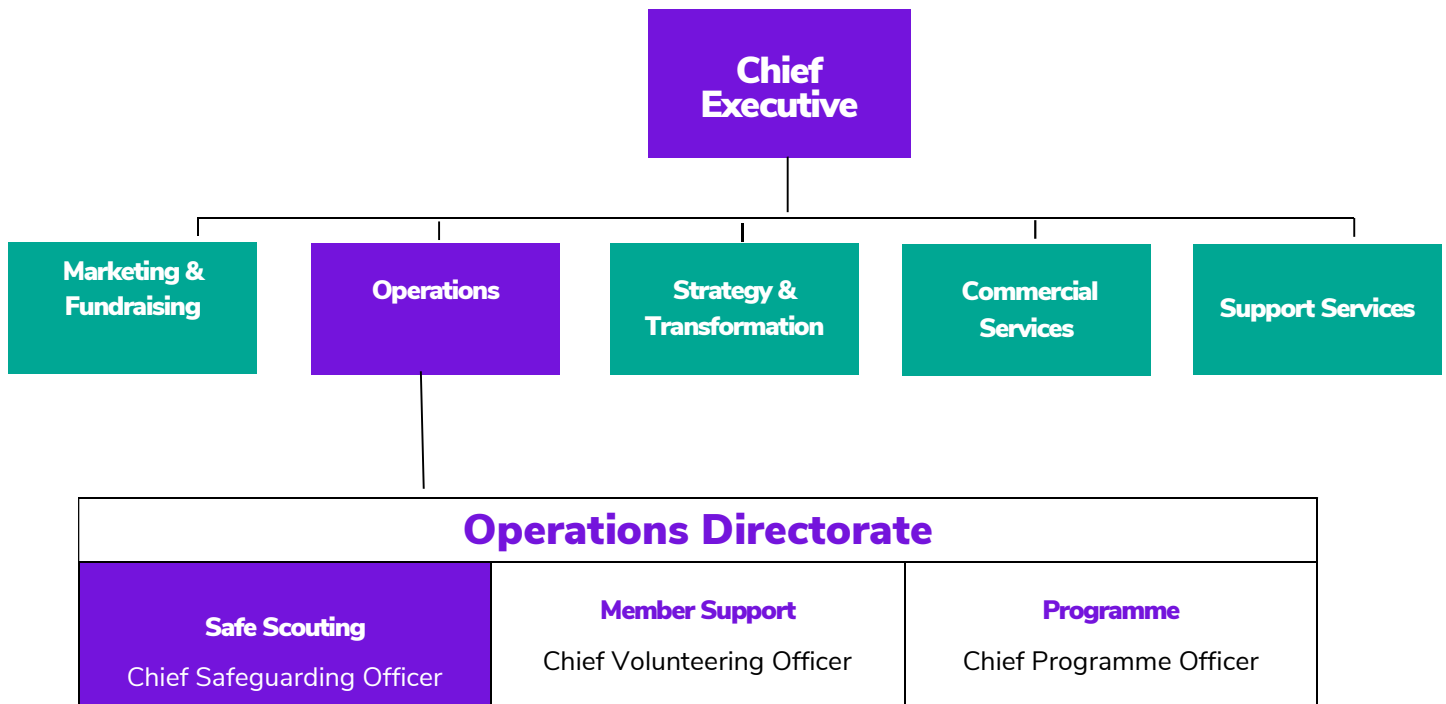 Chief
Executive
Marketing &
Fundraising
Operations
Strategy &
Transformation
Commercial
Services
Support Services
Operations Directorate
Safe Scouting
Chief Safeguarding Officer
Member Support
Chief Volunteering Officer
Programme
Chief Programme Officer